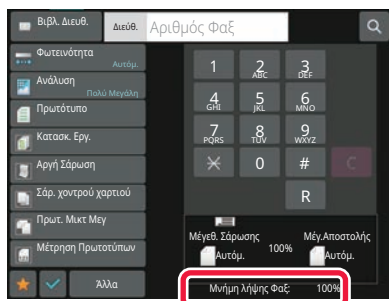 Βιβλ. Διευθ.
Διεύθ.
Αριθμός Φαξ
Φωτεινότητα
Αυτόμ.
Ανάλυση
Πολύ Μεγάλη
Πρωτότυπο
Κατασκ. Εργ.
Αργή Σάρωση
Σάρ. χοντρού χαρτιού
Πρωτ. Μικτ Μεγ
Μέτρηση Πρωτοτύπων
Άλλα
1 2 3
ABC DEF
4 5 6
GHI JKL MNO
7 8 9
PQRS TUV WXYZ
0 # C
R
Μέγεθ. Σάρωσης Μέγ.Αποστολής
Αυτόμ. 100% Αυτόμ.
Μνήμη λήψης Φαξ: 100%